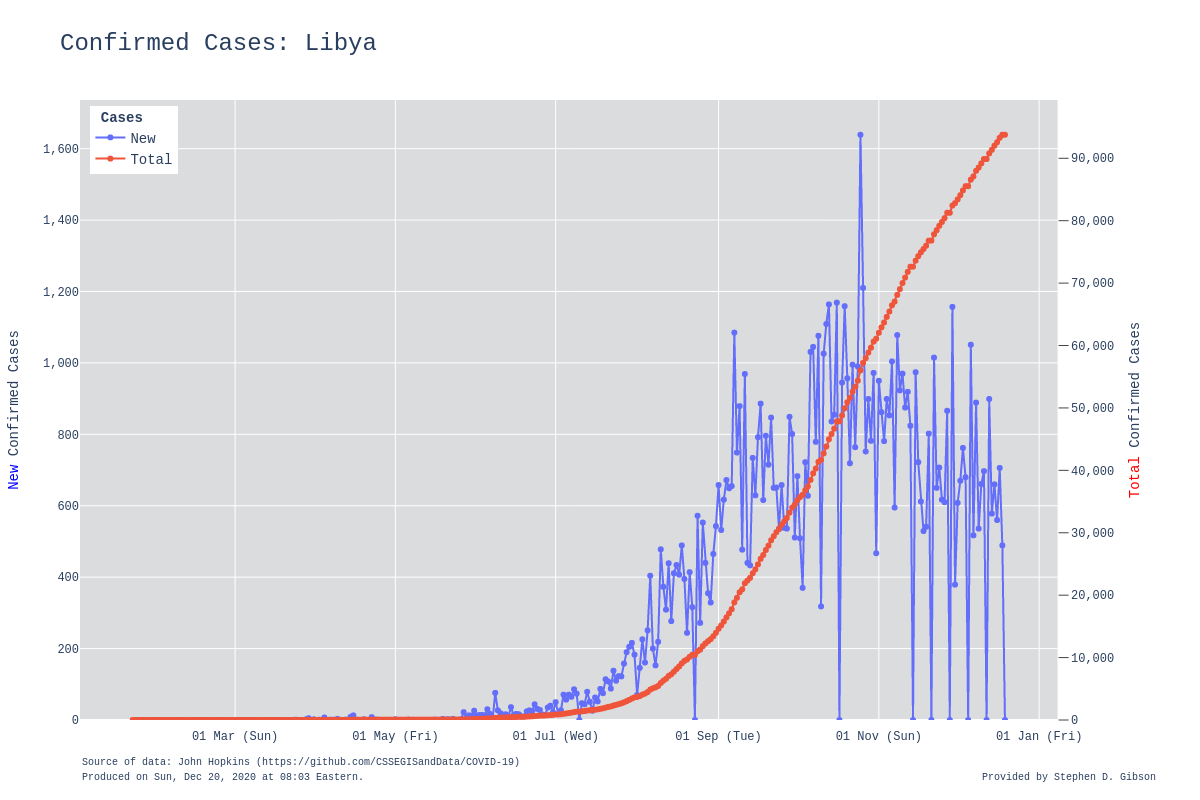 Confirmed Cases: Libya
Cases
New
Total
1,600
1,400
1,200
1,000
800
600
400
200
0
90,000
80,000
70,000
60,000
50,000
40,000
30,000
20,000
10,000
0
New Confirmed Cases
Total Confirmed Cases
01 Mar (Sun)
01 May (Fri)
01 Jul (Wed)
01 Sep (Tue)
01 Nov (Sun)
01 Jan (Fri)
Source of data: John Hopkins (https://github.com/CSSEGISandData/COVID-19)
Produced on Sun, Dec 20, 2020 at 08:03 Eastern.
Provided by Stephen D. Gibson